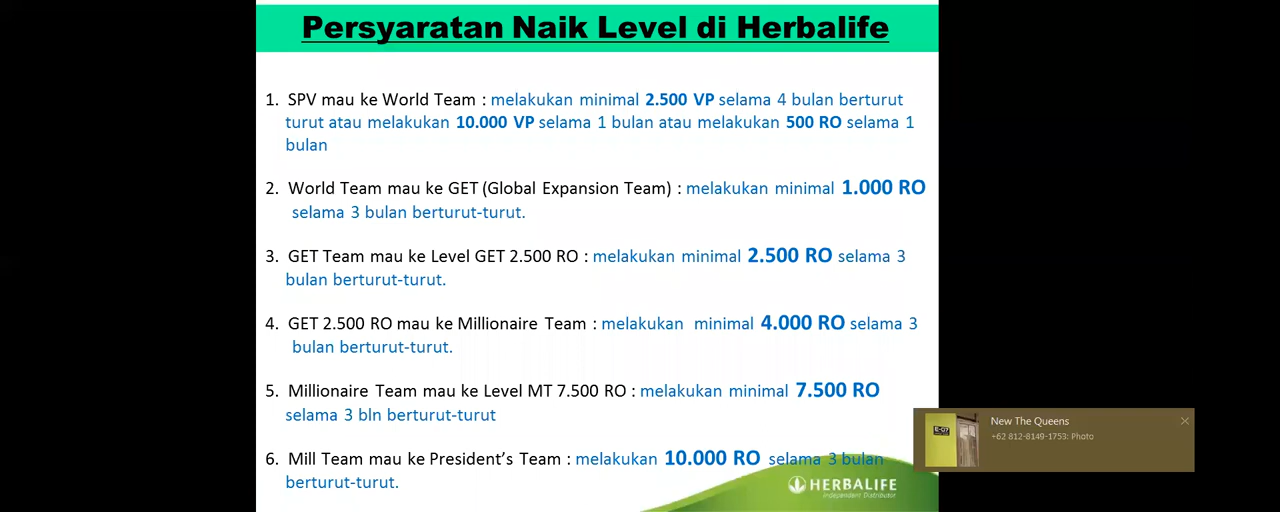 Persyaratan Naik Level di Herbalife
1. SPV mau ke World Team : melakukan minimal 2.500 VP selama 4 bulan berturut
turut atau melakukan 10.000 VP selama 1 bulan atau melakukan 500 RO selama 1
bulan
2. World Team mau ke GET (Global Expansion Team) : melakukan minimal 1.000 RO
selama 3 bulan berturut-turut.
3. GET Team mau ke Level GET 2.500 RO : melakukan minimal 2.500 RO selama 3
bulan berturut-turut.
4. GET 2.500 RO mau ke Millionaire Team : melakukan minimal 4.000 RO selama 3
bulan berturut-turut.
5. Millionaire Team mau ke Level MT 7.500 RO : melakukan minimal 7.500 RO
selama 3 bln berturut-turut
6. Mill Team mau ke President’s Team : melakukan 10.000 RO selama 3 bulan
berturut-turut.
HERBALIFE
Independent Distributor
New The Queens
+62 812-8149-1753: Photo
E-07